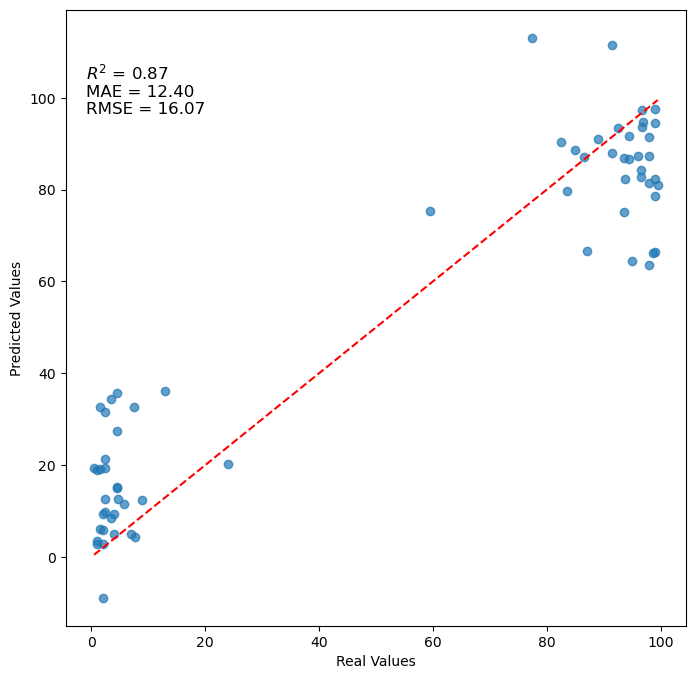 R² = 0.87
MAE = 12.40
RMSE = 16.07
Predicted Values
100
80
60
40
20
0
0 20 40 60 80 100
Real Values